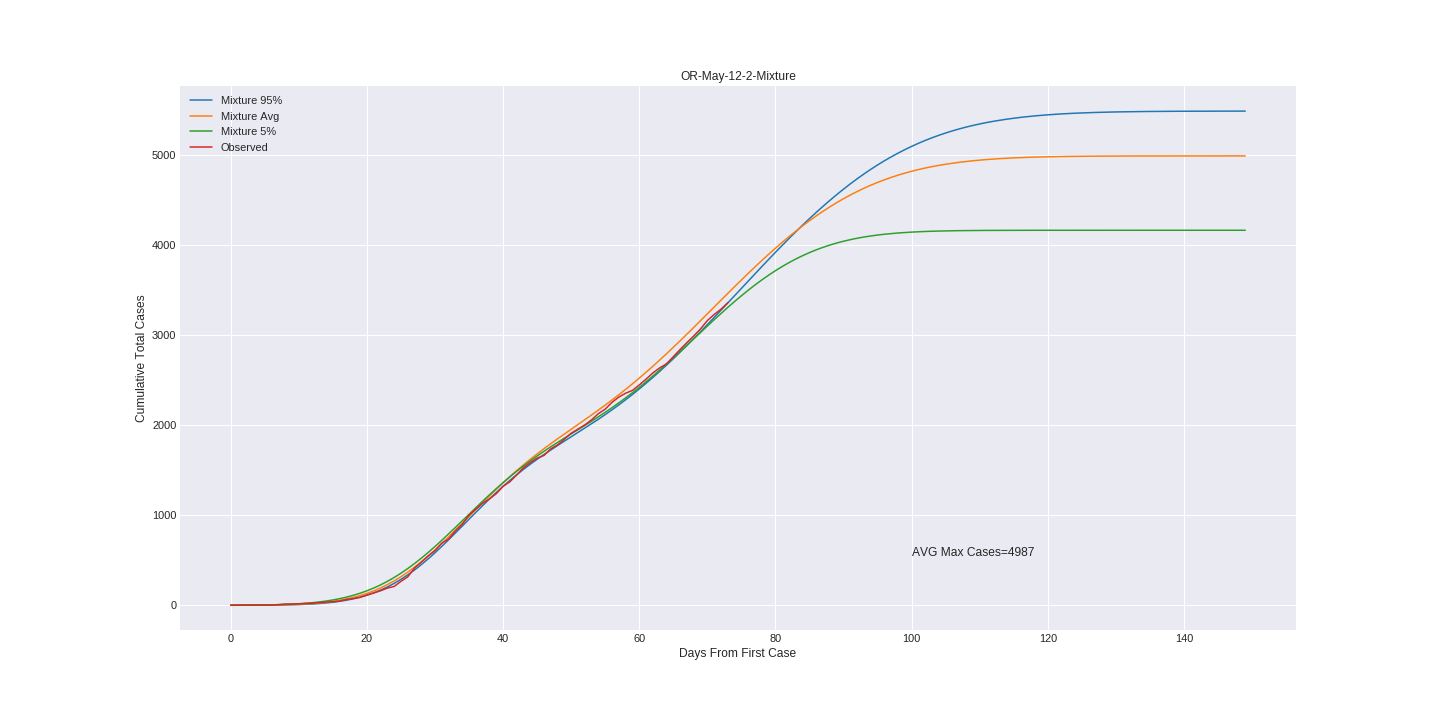 OR-May-12-2-Mixture
Mixture 95%
Mixture Avg
Mixture 5%
Observed
5000
4000
3000
2000
1000
0
Cumulative Total Cases
AVG Max Cases=4987
0 20 40 60 80 100 120 140
Days From First Case